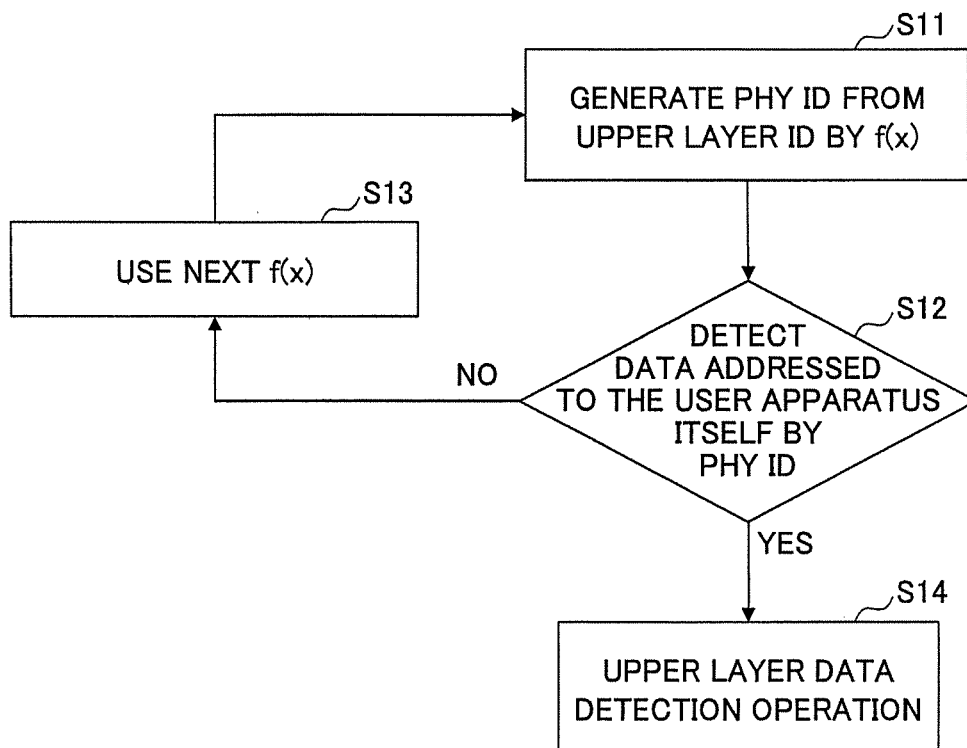 S11
GENERATE PHY ID FROM
UPPER LAYER ID BY f(x)
S13
USE NEXT f(x)
S12
DETECT
DATA ADDRESSED
TO THE USER APPARATUS
ITSELF BY
PHY ID
NO
YES
S14
UPPER LAYER DATA
DETECTION OPERATION